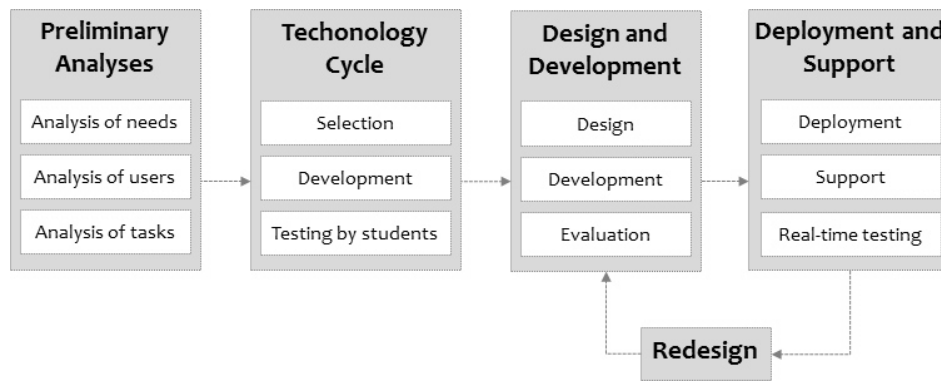 Preliminary
Analyses
Analysis of needs
Analysis of users
Analysis of tasks
Techonology
Cycle
Selection
Development
Testing by students
Design and
Development
Design
Development
Evaluation
Deployment and
Support
Deployment
Support
Real-time testing
Redesign